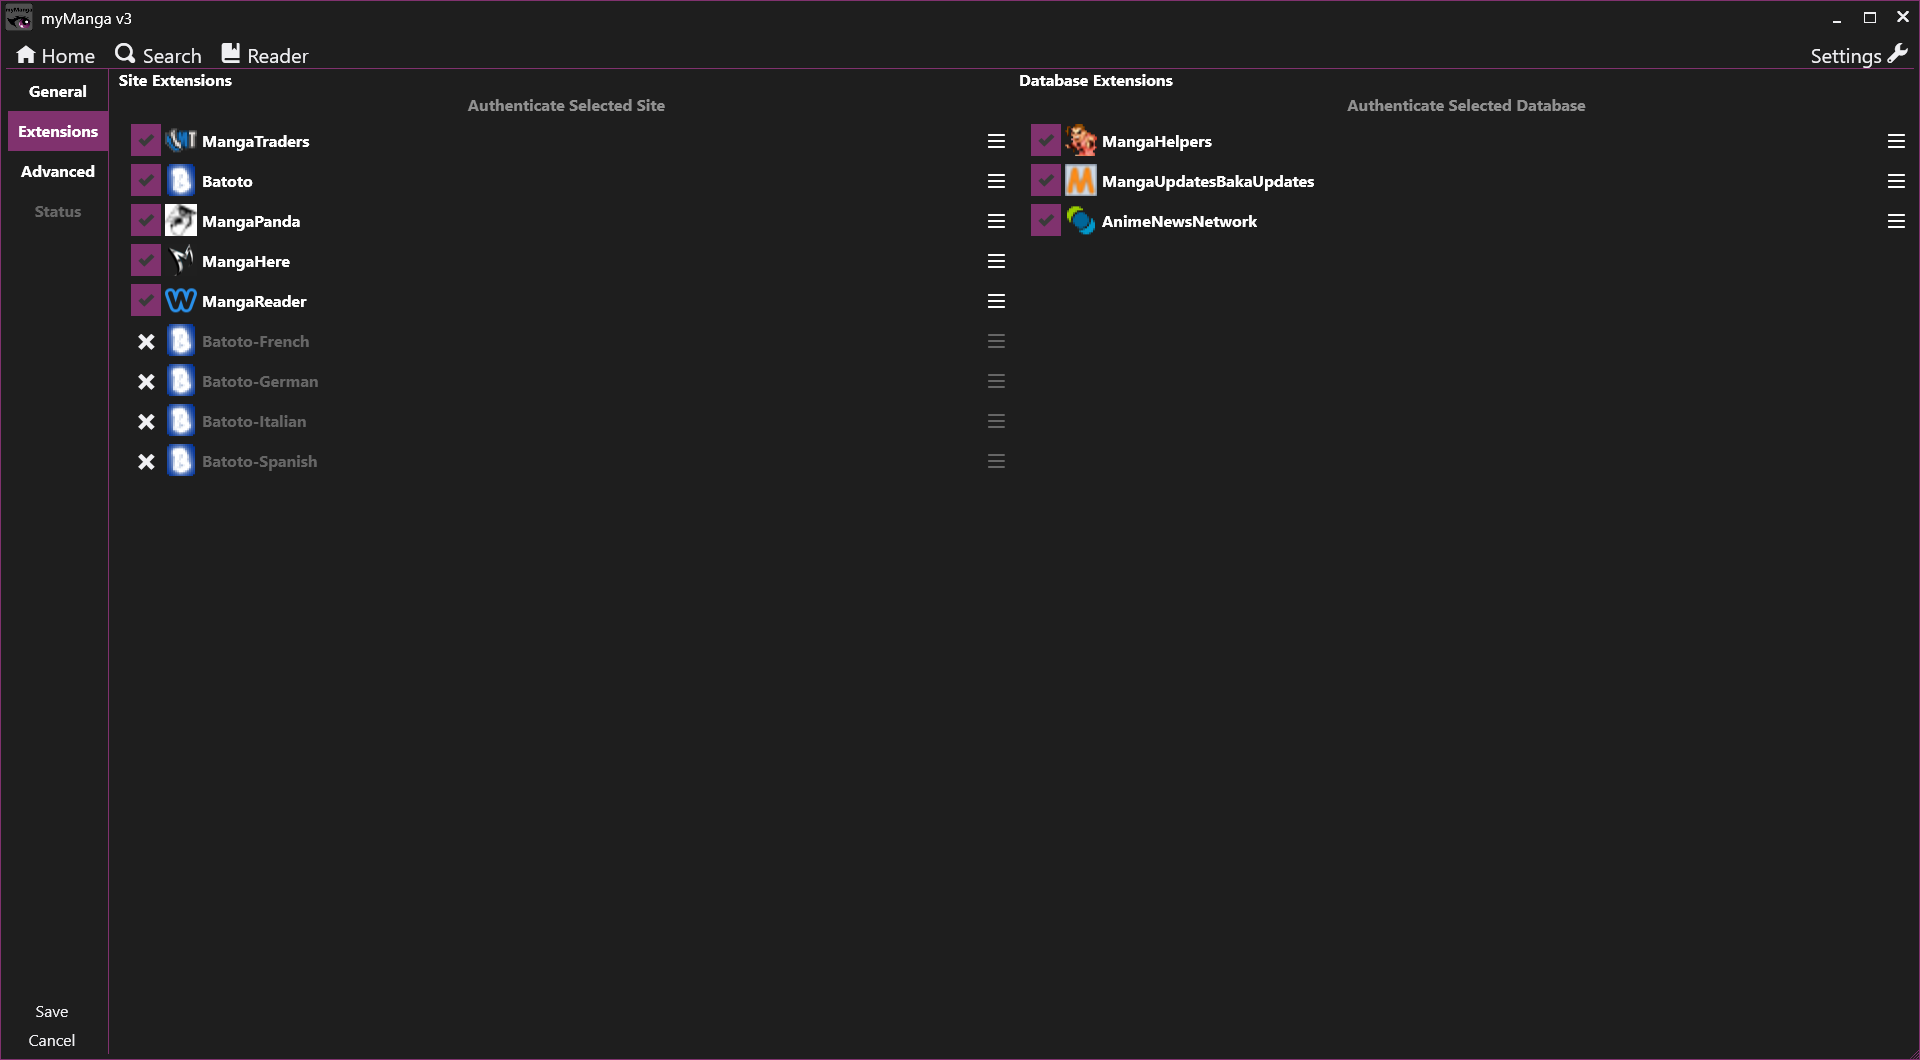 myManga v3
Home Search Reader Settings
General
Extensions
Advanced
Status
Save
Cancel
Site Extensions
Authenticate Selected Site
MangaTraders
Batoto
MangaPanda
MangaHere
MangaReader
Batoto-French
Batoto-German
Batoto-Italian
Batoto-Spanish
Database Extensions
Authenticate Selected Database
MangaHelpers
MangaUpdatesBakaUpdates
AnimeNewsNetwork